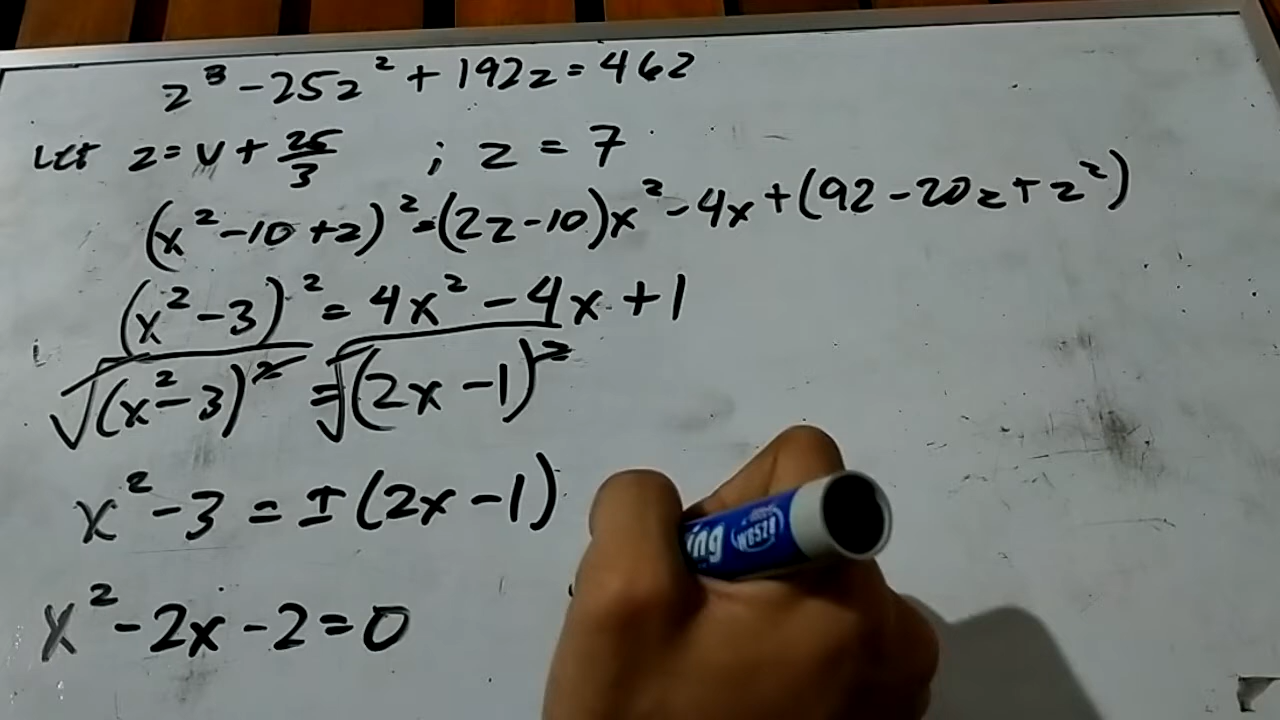 z³ - 25z² + 192z = 462
Let z = v + 25/3 ; z = 7
(x² - 10 + z)² = (2z - 10)x² - 4x + (92 - 20z + z²)
(x² - 3)² = 4x² - 4x + 1
√(x² - 3)² = √(2x - 1)²
x² - 3 = ± (2x - 1)
x² - 2x - 2 = 0
ing W6528